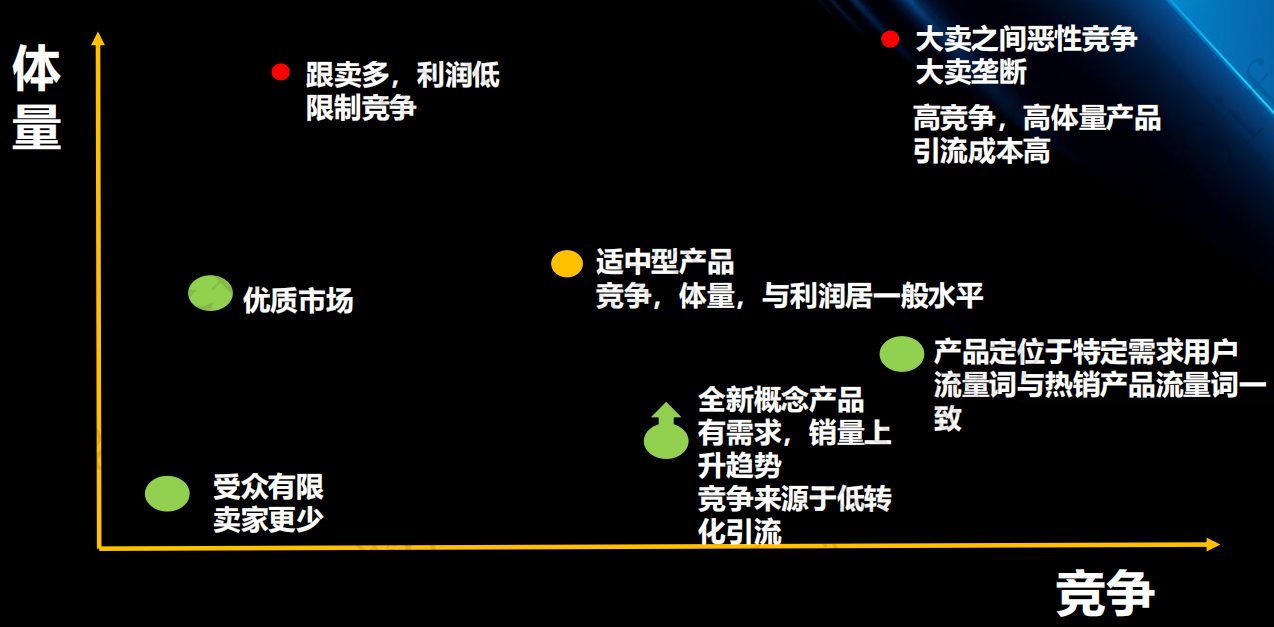 体
量
跟卖多，利润低
限制竞争
大卖之间恶性竞争
大卖垄断
高竞争，高体量产品
引流成本高
优质市场
适中型产品
竞争，体量，与利润居一般水平
产品定位于特定需求用户
流量词与热销产品流量词一
致
全新概念产品
有需求，销量上
升趋势
竞争来源于低转
化引流
受众有限
卖家更少
竞争